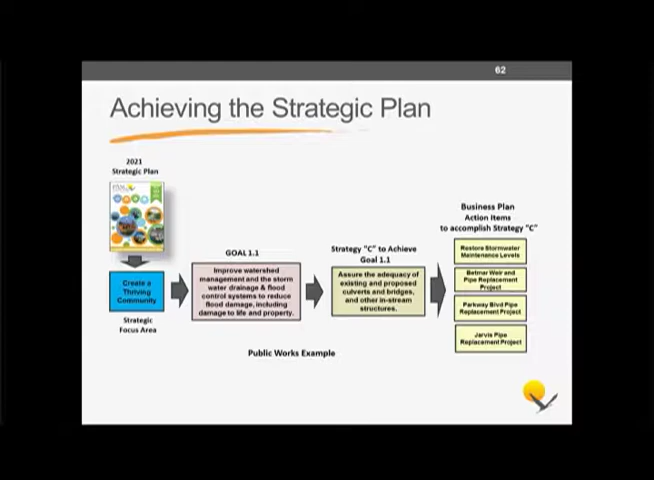 62
Achieving the Strategic Plan
2021
Strategic Plan
Create a
Thriving
Community
Strategic
Focus Area
GOAL 1.1
Improve watershed
management and the storm
water drainage & flood
control systems to reduce
flood damage, including
damage to life and property.
Strategy "C" to Achieve
Goal 1.1
Assure the adequacy of
existing and proposed
culverts and bridges,
and other in-stream
structures.
Business Plan
Action Items
to accomplish Strategy "C"
Restore Stormwater
Maintenance Levels
Betmar Weir and
Pipe Replacement
Project
Parkway Blvd Pipe
Replacement Project
Jarvis Pipe
Replacement Project
Public Works Example